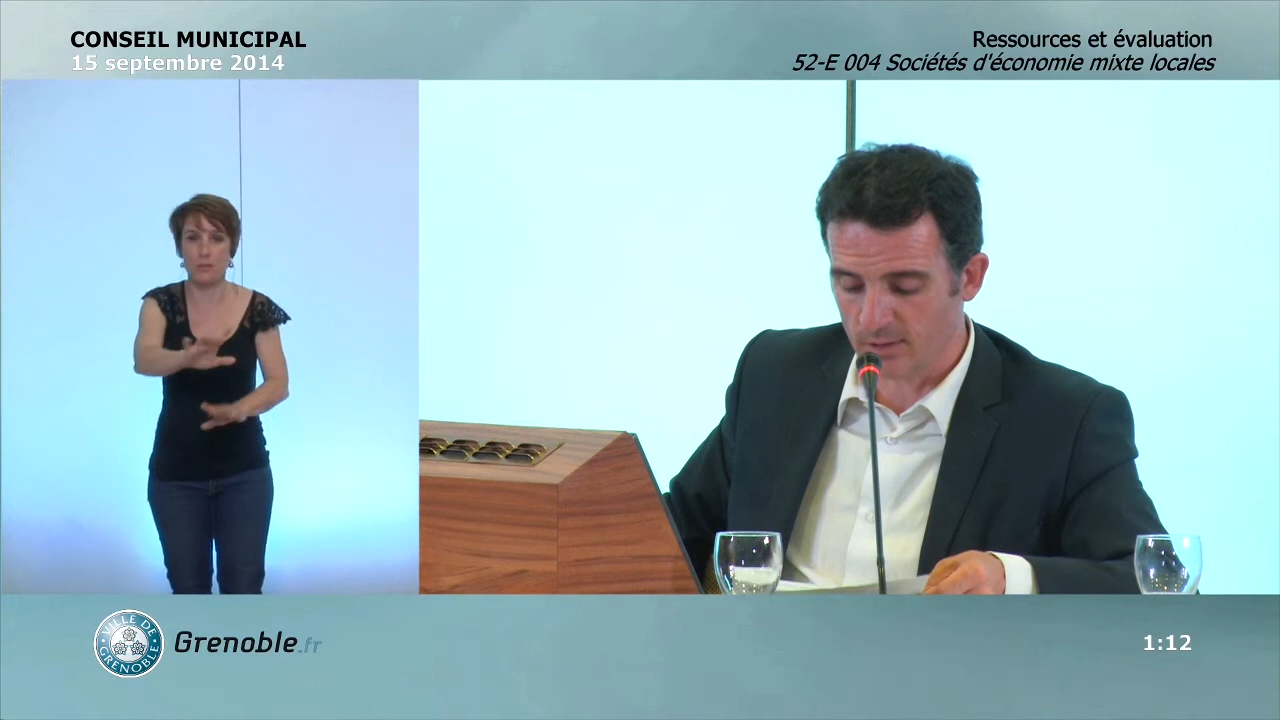 CONSEIL MUNICIPAL
15 septembre 2014
Ressources et évaluation
52-E 004 Sociétés d'économie mixte locales
VILLE DE
GRENOBLE
Grenoble.fr
1:12